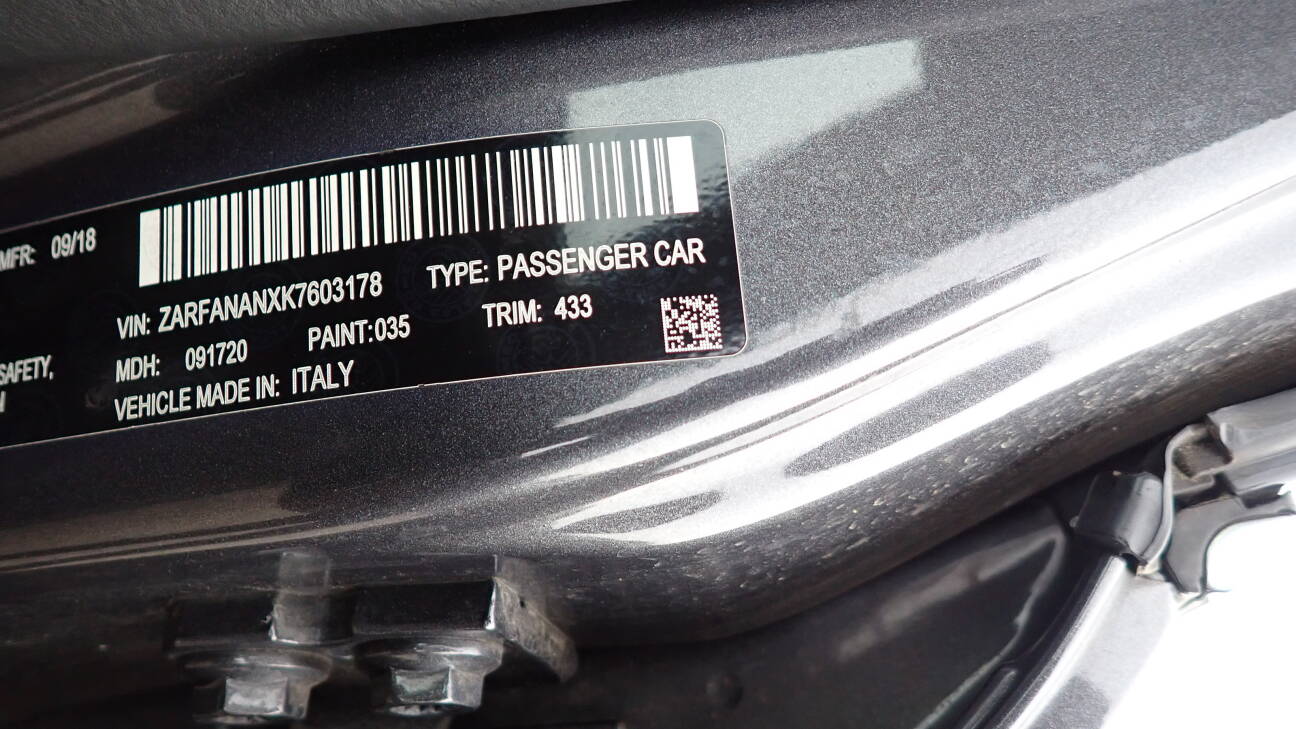 MFR: 09/18
VIN: ZARFANANXK7603178 TYPE: PASSENGER CAR
MDH: 091720 PAINT:035 TRIM: 433
SAFETY,
VEHICLE MADE IN: ITALY